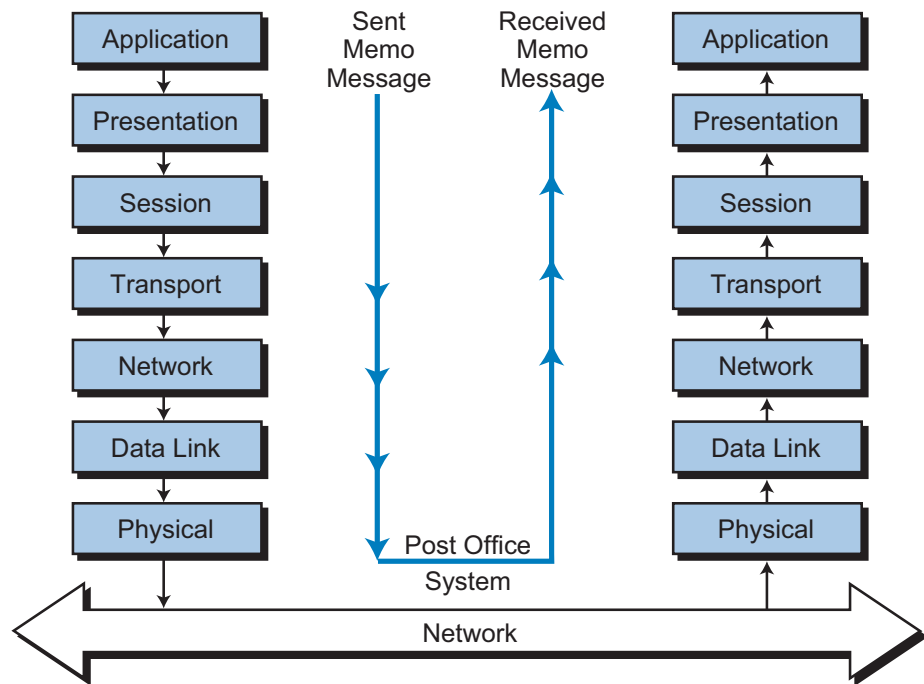 Application
Presentation
Session
Transport
Network
Data Link
Physical
Sent
Memo
Message
Received
Memo
Message
Post Office
System
Application
Presentation
Session
Transport
Network
Data Link
Physical
Network